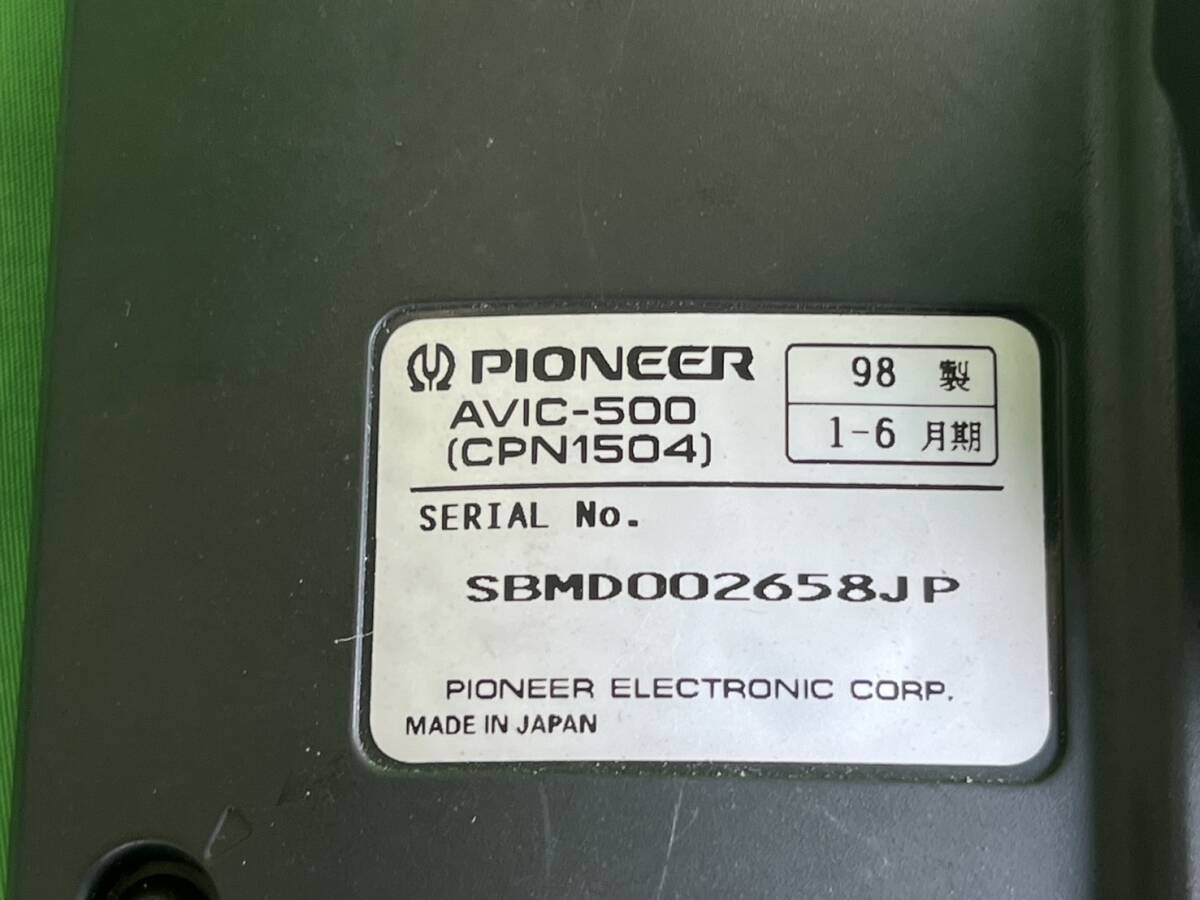 PIONEER
AVIC-500
(CPN1504)
98 製
1-6 月期
SERIAL No.
SBMD002658JP
PIONEER ELECTRONIC CORP.
MADE IN JAPAN